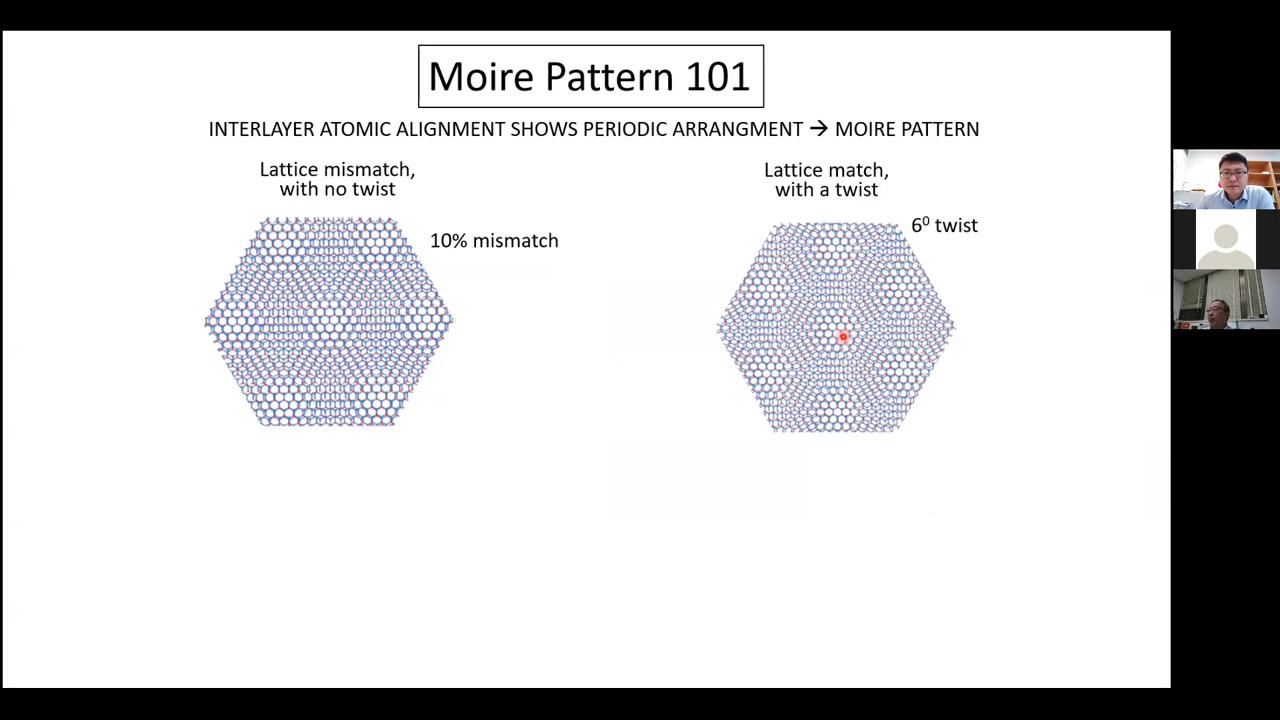 Moire Pattern 101
INTERLAYER ATOMIC ALIGNMENT SHOWS PERIODIC ARRANGMENT → MOIRE PATTERN
Lattice mismatch,
with no twist
10% mismatch
Lattice match,
with a twist
6⁰ twist